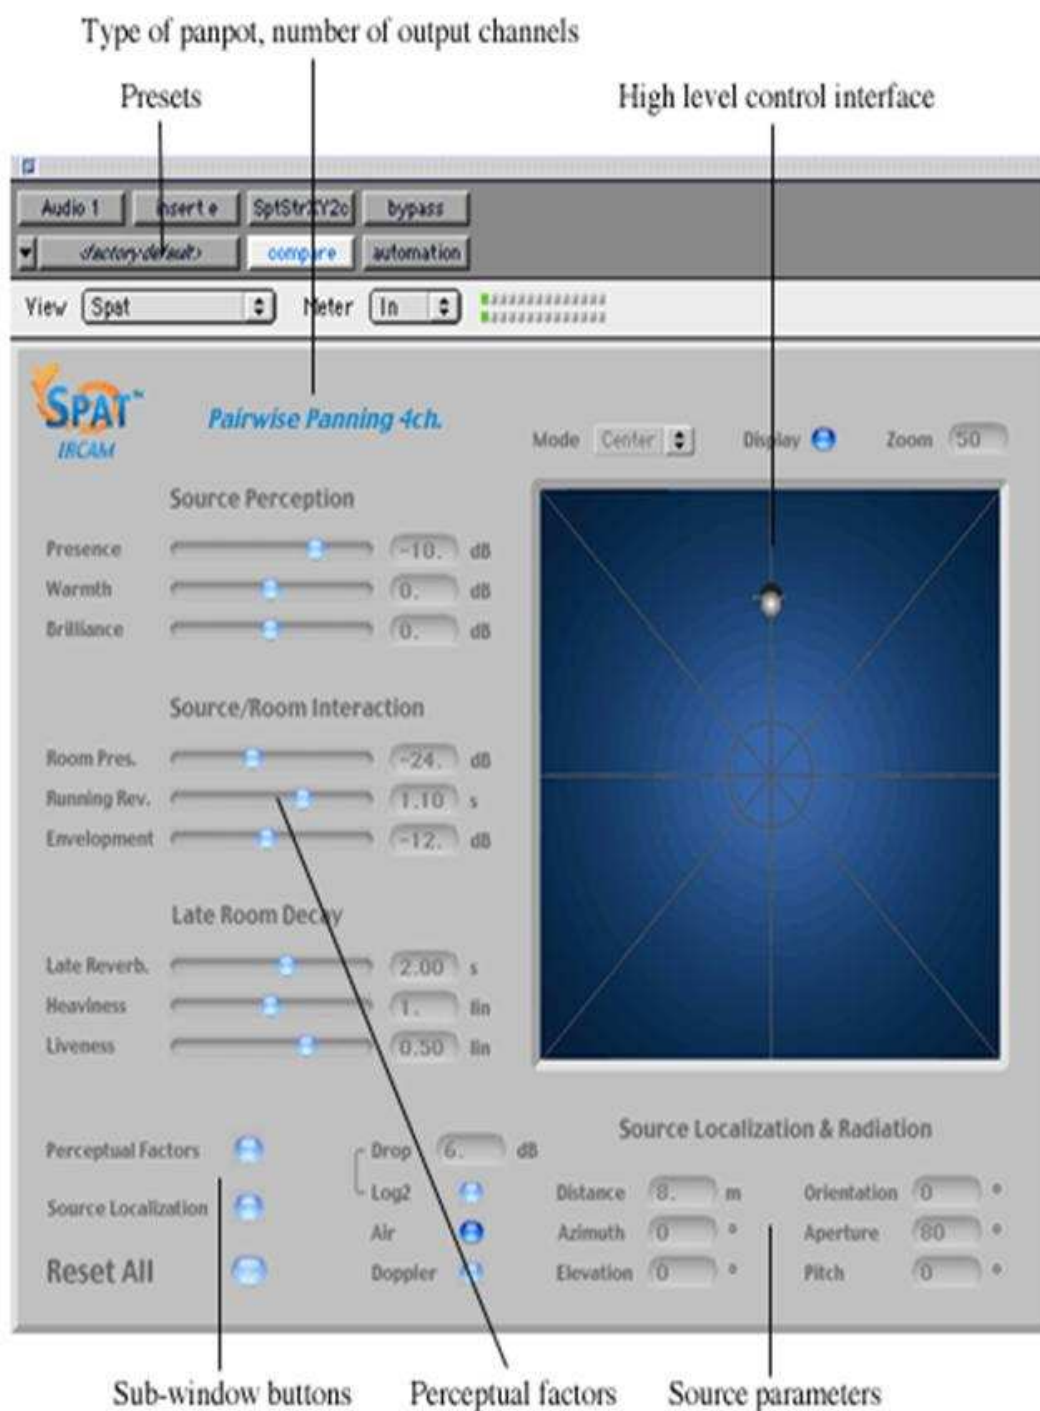 Type of panpot, number of output channels
Presets
High level control interface
Audio 1 insert e SptStrXY2c bypass
<factory default> compare automation
View Spat Meter In
SPAT™
IRCAM
Pairwise Panning 4ch.
Mode Center Display Zoom 50
Source Perception
Presence -10. dB
Warmth 0. dB
Brilliance 0. dB
Source/Room Interaction
Room Pres. -24. dB
Running Rev. 1.10 s
Envelopment -12. dB
Late Room Decay
Late Reverb. 2.00 s
Heaviness 1. lin
Liveness 0.50 lin
Perceptual Factors
Source Localization
Reset All
Drop 6. dB
Log2
Air
Doppler
Source Localization & Radiation
Distance 8. m Orientation 0 °
Azimuth 0 ° Aperture 80 °
Elevation 0 ° Pitch 0 °
Sub-window buttons Perceptual factors Source parameters